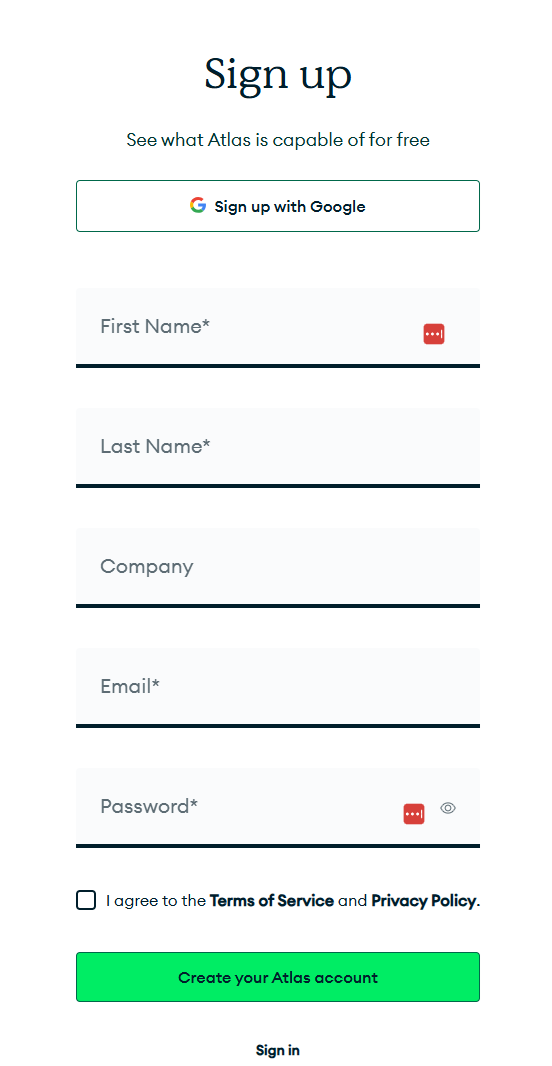 Sign up
See what Atlas is capable of for free
Sign up with Google
First Name*
Last Name*
Company
Email*
Password*
I agree to the Terms of Service and Privacy Policy.
Create your Atlas account
Sign in